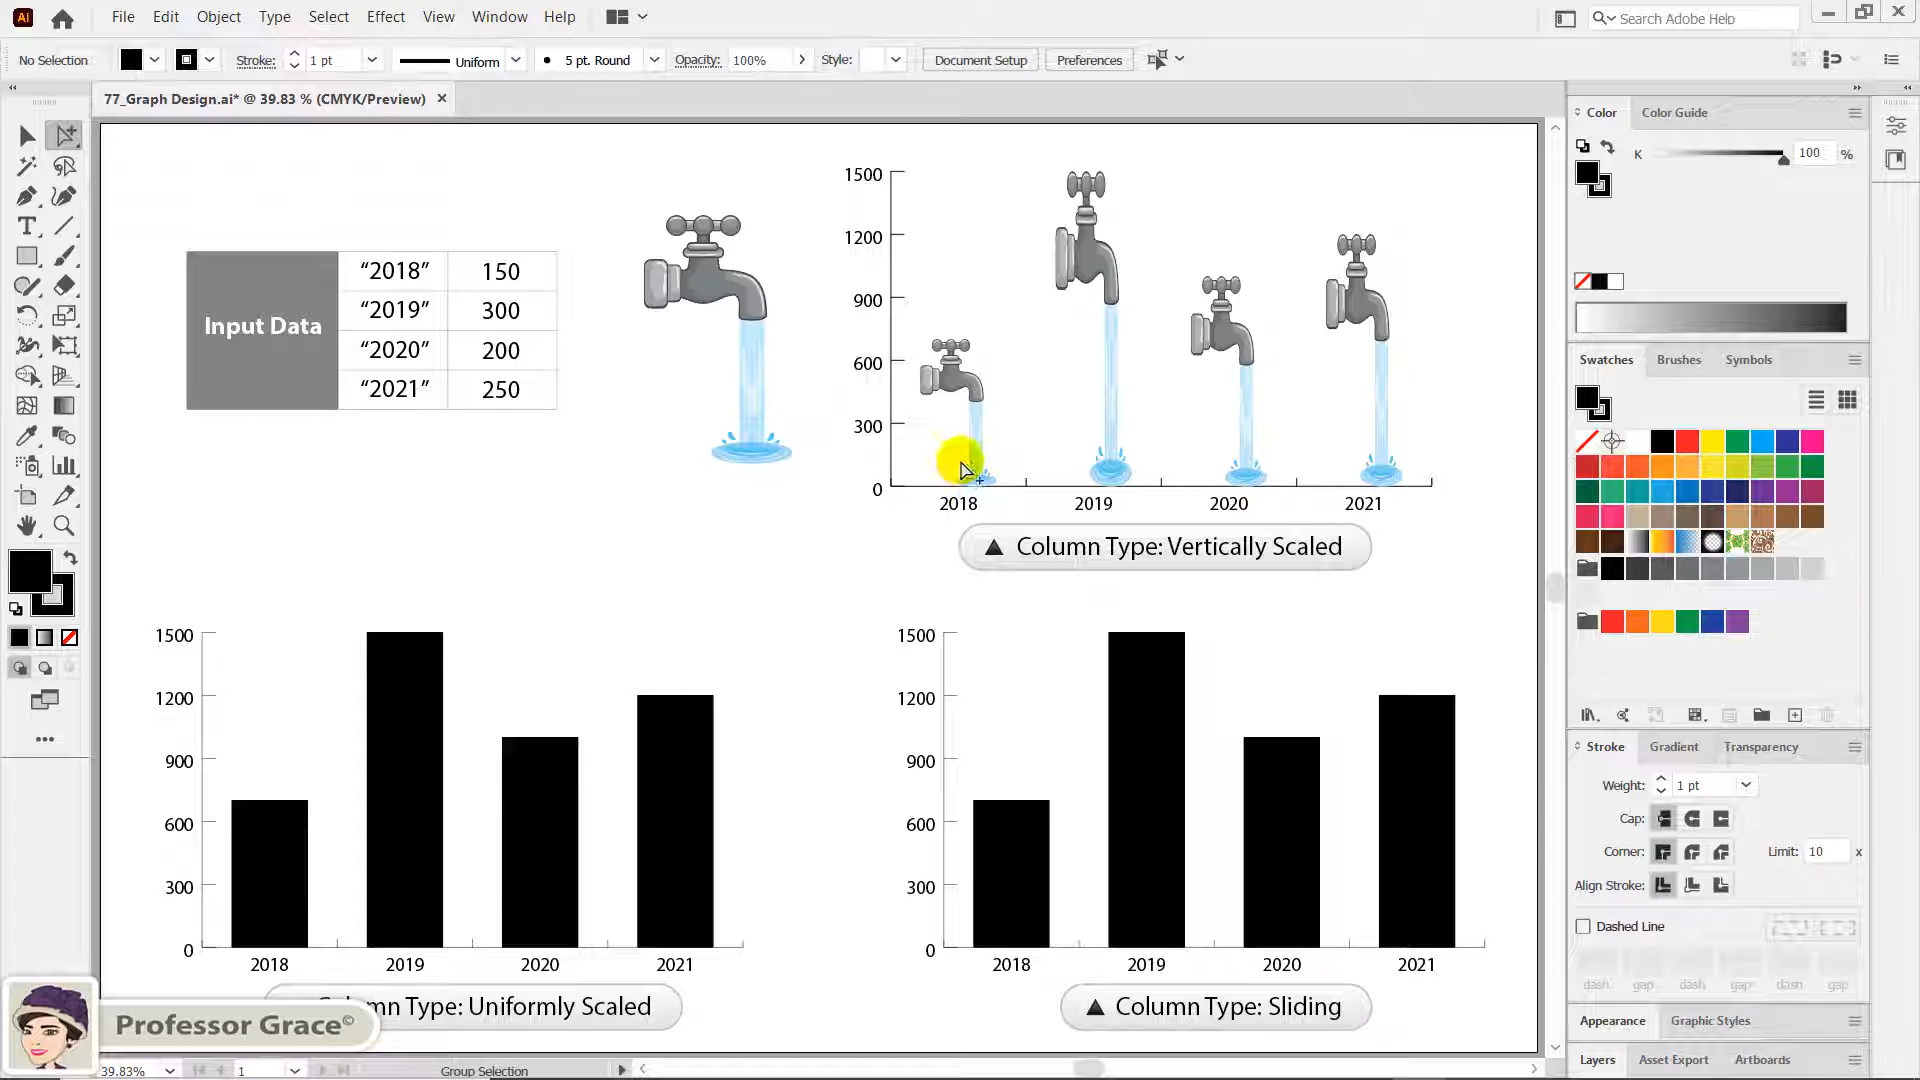 Ai File Edit Object Type Select Effect View Window Help Search Adobe Help
No Selection Stroke: 1 pt Uniform 5 pt. Round Opacity: 100% Style: Document Setup Preferences
77_Graph Design.ai* @ 39.83 % (CMYK/Preview)
Input Data
“2018” 150
“2019” 300
“2020” 200
“2021” 250
1500
1200
900
600
300
0
2018 2019 2020 2021
▲ Column Type: Vertically Scaled
1500
1200
900
600
300
0
2018 2019 2020 2021
mn Type: Uniformly Scaled
1500
1200
900
600
300
0
2018 2019 2020 2021
▲ Column Type: Sliding
Professor Grace©
39.83% 1 Group Selection
Color Color Guide
K 100 %
Swatches Brushes Symbols
Stroke Gradient Transparency
Weight: 1 pt
Cap:
Corner: Limit: 10 x
Align Stroke:
Dashed Line
dash gap dash gap dash gap
Appearance Graphic Styles
Layers Asset Export Artboards